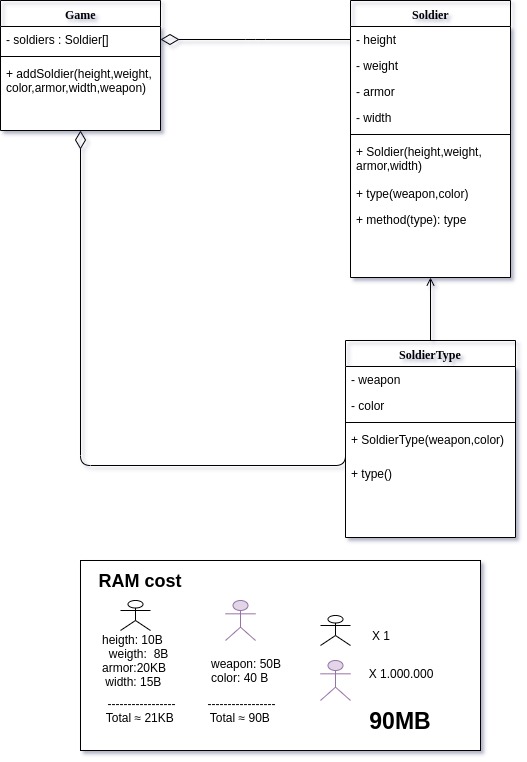 Game
- soldiers : Soldier[]
+ addSoldier(height,weight,
color,armor,width,weapon)
Soldier
- height
- weight
- armor
- width
+ Soldier(height,weight,
armor,width)
+ type(weapon,color)
+ method(type): type
SoldierType
- weapon
- color
+ SoldierType(weapon,color)
+ type()
RAM cost
heigth: 10B
weigth: 8B
armor:20KB
width: 15B
-----------------
Total ≈ 21KB
weapon: 50B
color: 40 B
-----------------
Total ≈ 90B
X 1
X 1.000.000
90MB